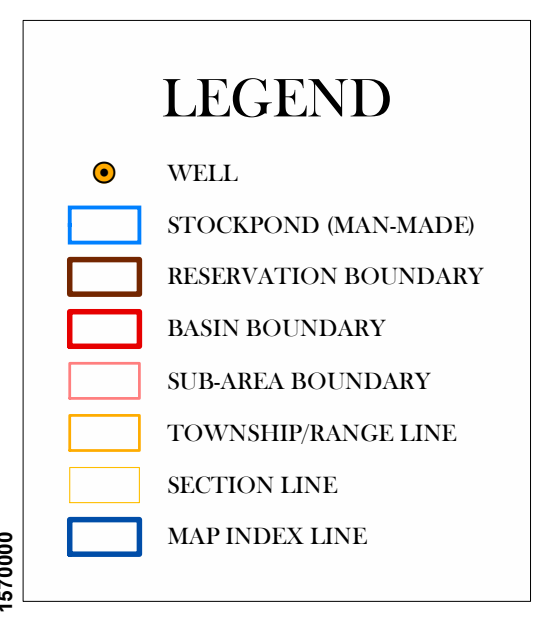 LEGEND
WELL
STOCKPOND (MAN-MADE)
RESERVATION BOUNDARY
BASIN BOUNDARY
SUB-AREA BOUNDARY
TOWNSHIP/RANGE LINE
SECTION LINE
MAP INDEX LINE
1570000